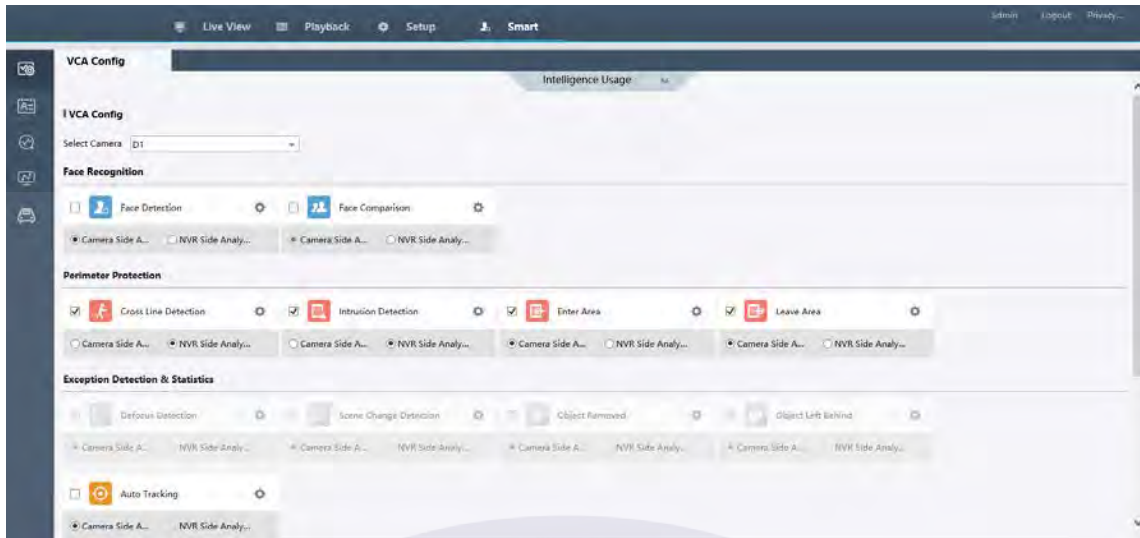 Admin Logout Privacy...
Live View Playback Setup Smart
VCA Config
Intelligence Usage
VCA Config
Select Camera D1
Face Recognition
Face Detection Face Comparison
Camera Side A... NVR Side Analy... Camera Side A... NVR Side Analy...
Perimeter Protection
Cross Line Detection Intrusion Detection Enter Area Leave Area
Camera Side A... NVR Side Analy... Camera Side A... NVR Side Analy... Camera Side A... NVR Side Analy... Camera Side A... NVR Side Analy...
Exception Detection & Statistics
Defocus Detection Scene Change Detection Object Removed Object Left Behind
Camera Side A... NVR Side Analy... Camera Side A... NVR Side Analy... Camera Side A... NVR Side Analy... Camera Side A... NVR Side Analy...
Auto Tracking
Camera Side A... NVR Side Analy...